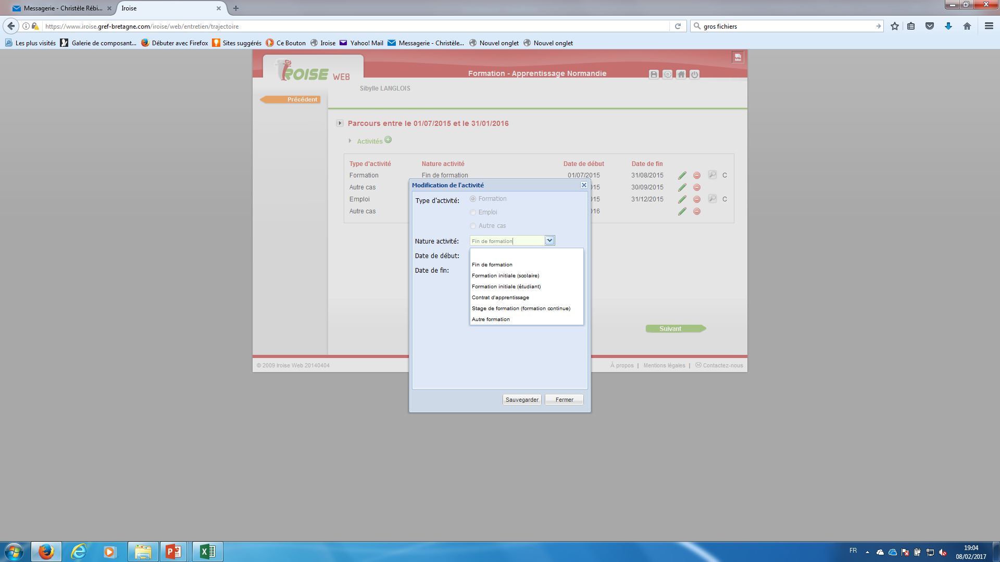 Messagerie - Christèle Rébi...
Iroise
https://www.iroise.gref-bretagne.com/iroise/web/entretien/trajectoire
gros fichiers
Les plus visités
Galerie de composant...
Débuter avec Firefox
Sites suggérés
Ce Bouton
Iroise
Yahoo! Mail
Messagerie - Christèle...
Nouvel onglet
Nouvel onglet
IROISE WEB
Formation - Apprentissage Normandie
Sibylle LANGLOIS
Précédent
Parcours entre le 01/07/2015 et le 31/01/2016
Activités
Type d'activité Nature activité Date de début Date de fin
Formation Fin de formation 01/07/2015 31/08/2015 C
Autre cas 15 30/09/2015
Emploi 15 31/12/2015 C
Autre cas 016
Modification de l'activité
Type d'activité: Formation
Emploi
Autre cas
Nature activité: Fin de formation
Date de début:
Date de fin:
Fin de formation
Formation initiale (scolaire)
Formation initiale (étudiant)
Contrat d'apprentissage
Stage de formation (formation continue)
Autre formation
Suivant
© 2009 Iroise Web 20140404
À propos | Mentions légales | Contactez-nous
Sauvegarder Fermer
FR
19:04
08/02/2017